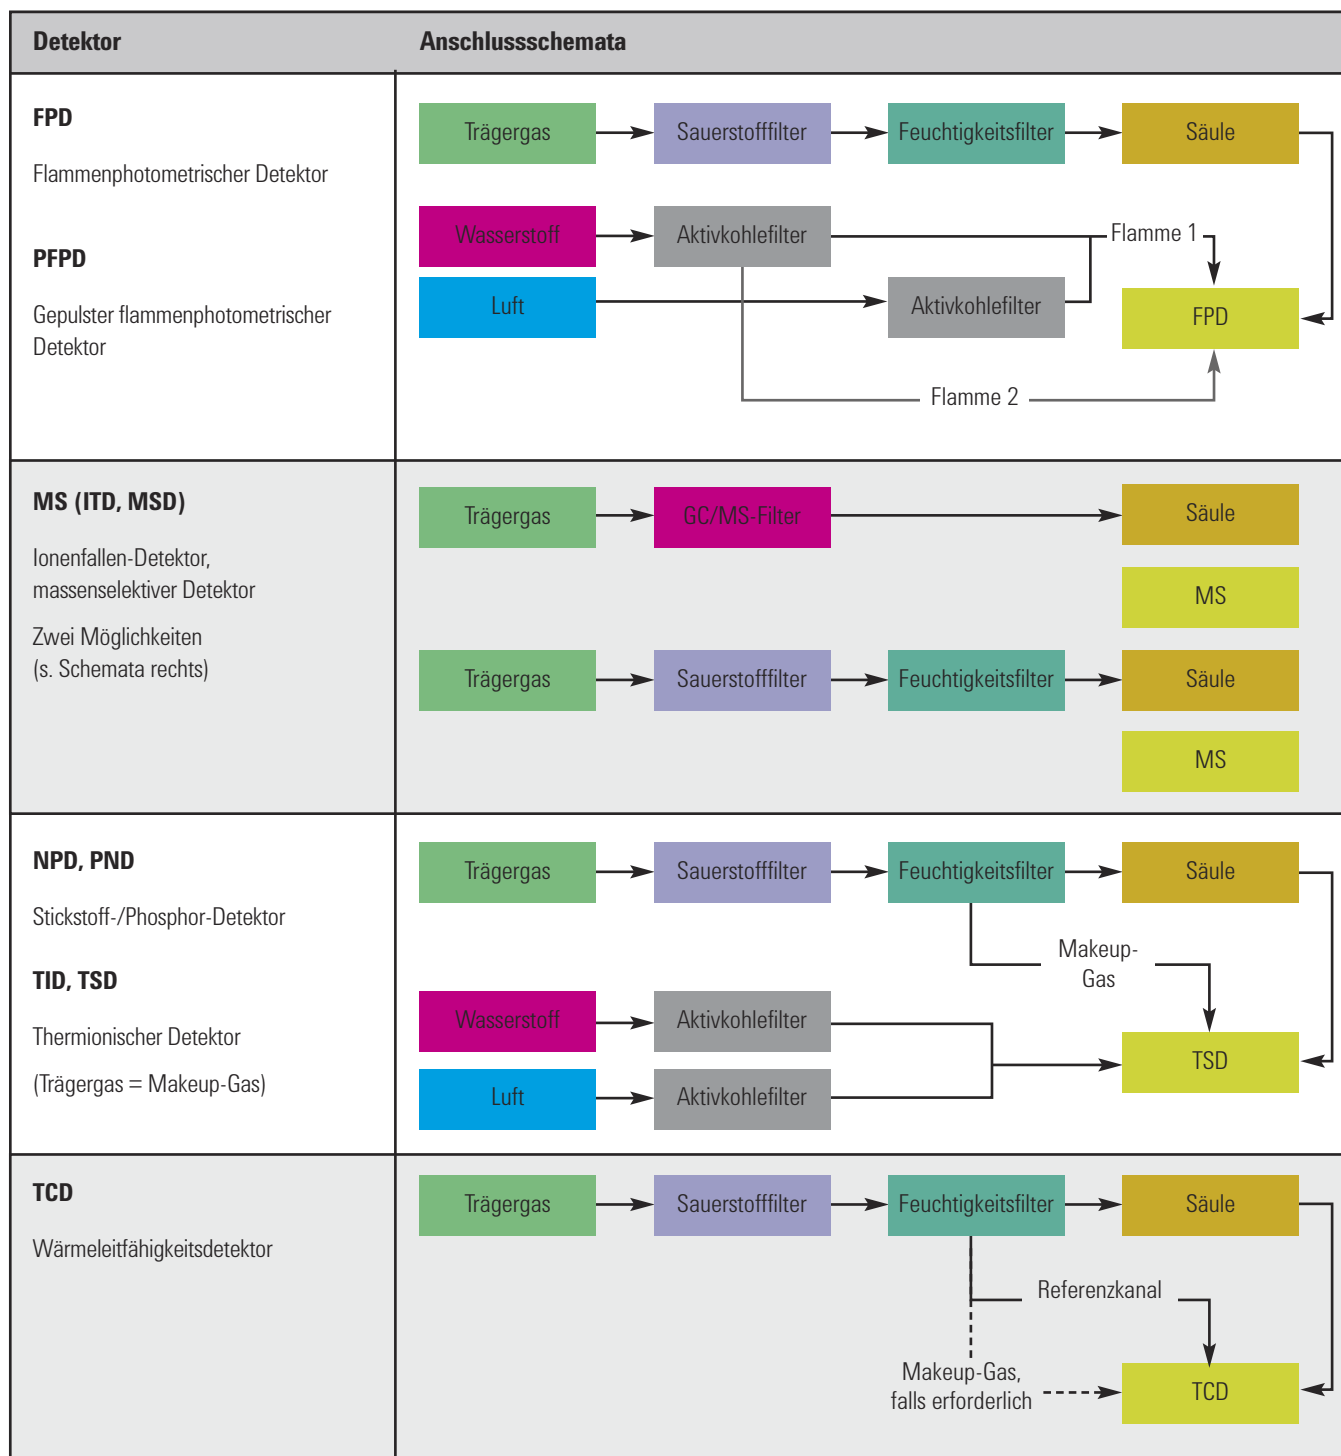 Detektor
Anschlussschemata
FPD
Flammenphotometrischer Detektor
PFPD
Gepulster flammenphotometrischer
Detektor
Trägergas
Sauerstofffilter
Feuchtigkeitsfilter
Säule
Wasserstoff
Aktivkohlefilter
Flamme 1
Luft
Aktivkohlefilter
FPD
Flamme 2
MS (ITD, MSD)
Ionenfallen-Detektor,
massenselektiver Detektor
Zwei Möglichkeiten
(s. Schemata rechts)
Trägergas
GC/MS-Filter
Säule
MS
Trägergas
Sauerstofffilter
Feuchtigkeitsfilter
Säule
MS
NPD, PND
Stickstoff-/Phosphor-Detektor
TID, TSD
Thermionischer Detektor
(Trägergas = Makeup-Gas)
Trägergas
Sauerstofffilter
Feuchtigkeitsfilter
Säule
Makeup-
Gas
Wasserstoff
Aktivkohlefilter
TSD
Luft
Aktivkohlefilter
TCD
Wärmeleitfähigkeitsdetektor
Trägergas
Sauerstofffilter
Feuchtigkeitsfilter
Säule
Referenzkanal
Makeup-Gas,
falls erforderlich
TCD